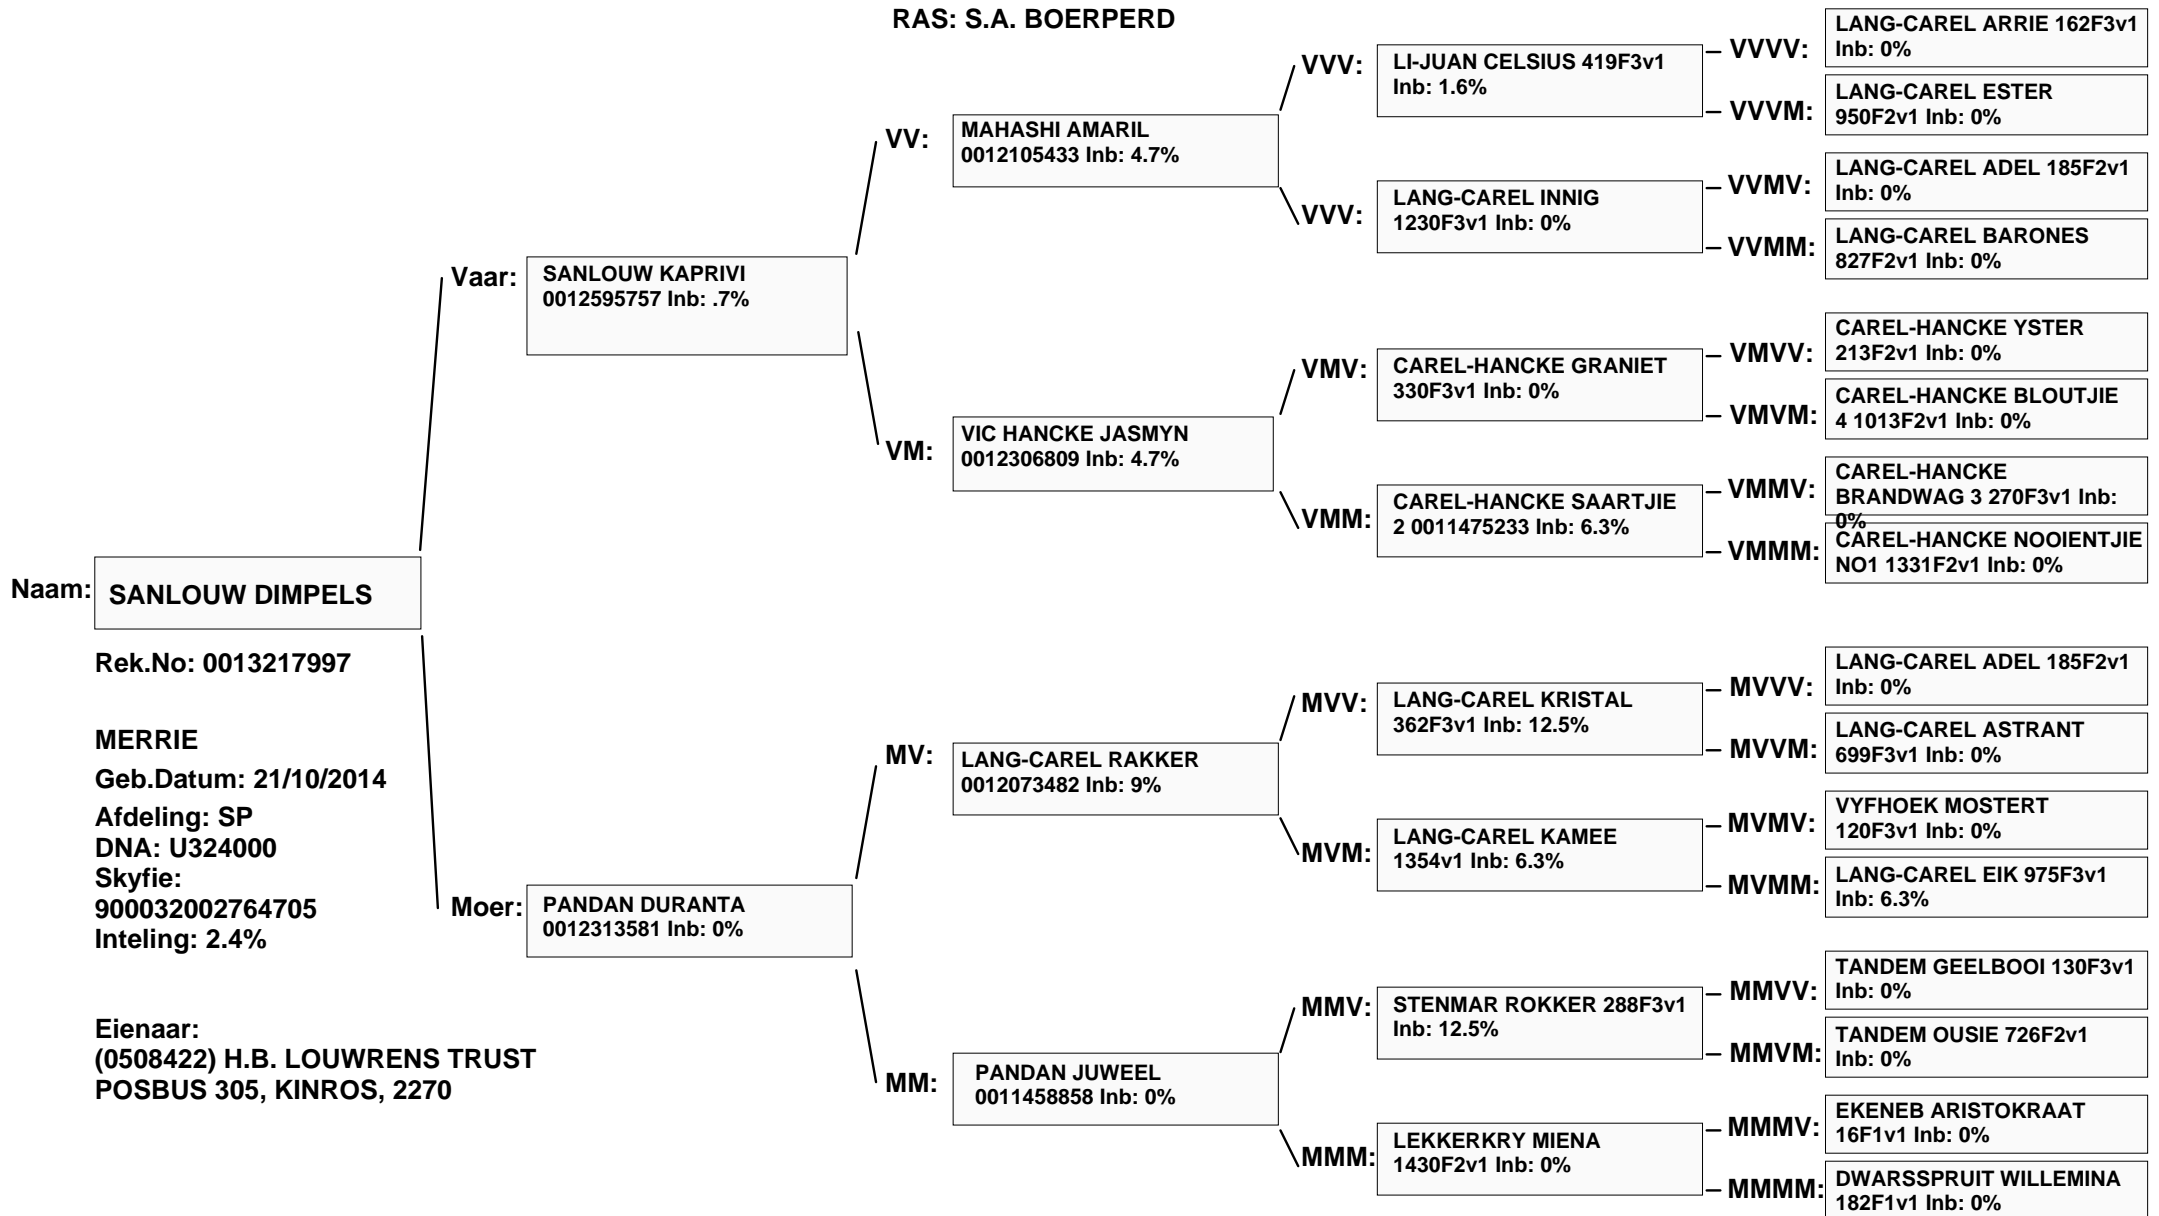 RAS: S.A. BOERPERD
Naam:
SANLOUW DIMPELS
Rek.No: 0013217997
MERRIE
Geb.Datum: 21/10/2014
Afdeling: SP
DNA: U324000
Skyfie:
900032002764705
Inteling: 2.4%
Eienaar:
(0508422) H.B. LOUWRENS TRUST
POSBUS 305, KINROS, 2270
Vaar:
SANLOUW KAPRIVI
0012595757 Inb: .7%
Moer:
PANDAN DURANTA
0012313581 Inb: 0%
VV:
MAHASHI AMARIL
0012105433 Inb: 4.7%
VM:
VIC HANCKE JASMYN
0012306809 Inb: 4.7%
MV:
LANG-CAREL RAKKER
0012073482 Inb: 9%
MM:
PANDAN JUWEEL
0011458858 Inb: 0%
VVV:
LI-JUAN CELSIUS 419F3v1
Inb: 1.6%
VVV:
LANG-CAREL INNIG
1230F3v1 Inb: 0%
VMV:
CAREL-HANCKE GRANIET
330F3v1 Inb: 0%
VMM:
CAREL-HANCKE SAARTJIE
2 0011475233 Inb: 6.3%
MVV:
LANG-CAREL KRISTAL
362F3v1 Inb: 12.5%
MVM:
LANG-CAREL KAMEE
1354v1 Inb: 6.3%
MMV:
STENMAR ROKKER 288F3v1
Inb: 12.5%
MMM:
LEKKERKRY MIENA
1430F2v1 Inb: 0%
VVVV:
LANG-CAREL ARRIE 162F3v1
Inb: 0%
VVVM:
LANG-CAREL ESTER
950F2v1 Inb: 0%
VVMV:
LANG-CAREL ADEL 185F2v1
Inb: 0%
VVMM:
LANG-CAREL BARONES
827F2v1 Inb: 0%
VMVV:
CAREL-HANCKE YSTER
213F2v1 Inb: 0%
VMVM:
CAREL-HANCKE BLOUTJIE
4 1013F2v1 Inb: 0%
VMMV:
CAREL-HANCKE
BRANDWAG 3 270F3v1 Inb:
0%
VMMM:
CAREL-HANCKE NOOIENTJIE
NO1 1331F2v1 Inb: 0%
MVVV:
LANG-CAREL ADEL 185F2v1
Inb: 0%
MVVM:
LANG-CAREL ASTRANT
699F3v1 Inb: 0%
MVMV:
VYFHOEK MOSTERT
120F3v1 Inb: 0%
MVMM:
LANG-CAREL EIK 975F3v1
Inb: 6.3%
MMVV:
TANDEM GEELBOOI 130F3v1
Inb: 0%
MMVM:
TANDEM OUSIE 726F2v1
Inb: 0%
MMMV:
EKENEB ARISTOKRAAT
16F1v1 Inb: 0%
MMMM:
DWARSSPRUIT WILLEMINA
182F1v1 Inb: 0%